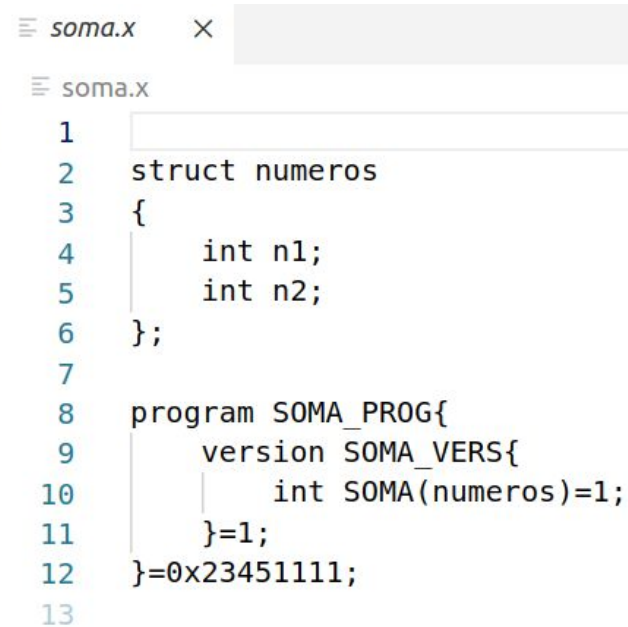 soma.x
soma.x
1
2 struct numeros
3 {
4     int n1;
5     int n2;
6 };
7
8 program SOMA_PROG{
9     version SOMA_VERS{
10         int SOMA(numeros)=1;
11     }=1;
12 }=0x23451111;
13